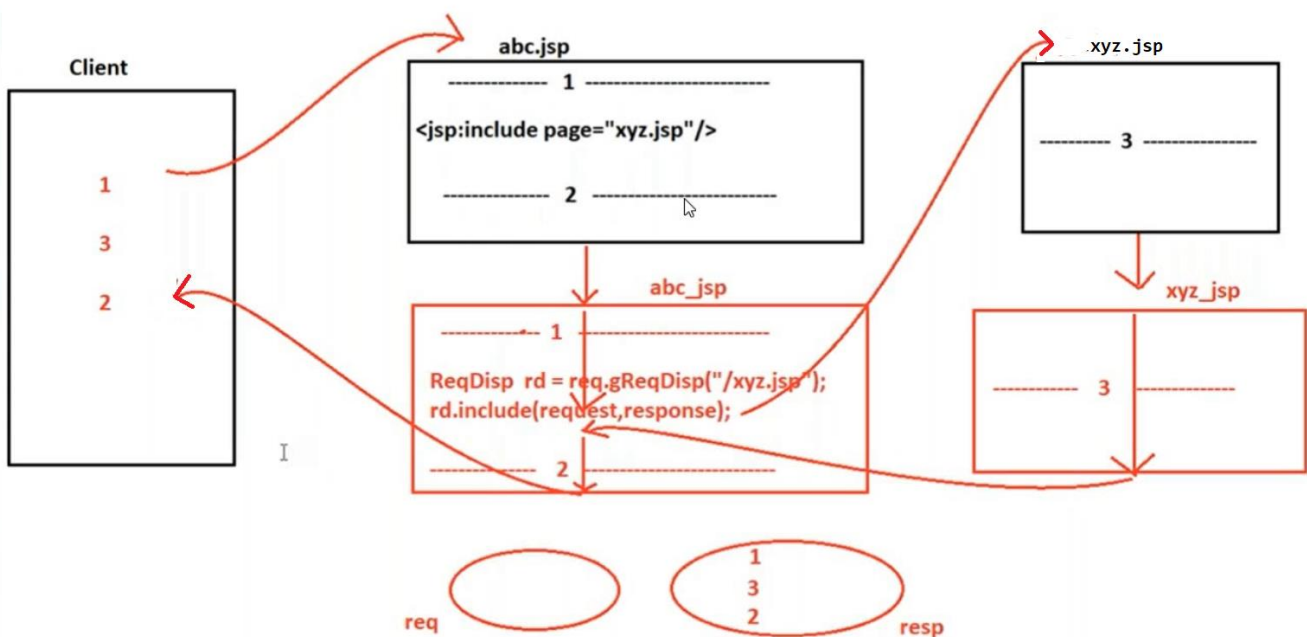 Client
1
3
2
abc.jsp
-------------- 1 --------------------------
<jsp:include page="xyz.jsp"/>
--------------- 2 --------------------------
xyz.jsp
---------- 3 ----------------
abc_jsp
-------------- 1 ---------------------------
ReqDisp rd = req.gReqDisp("/xyz.jsp");
rd.include(request,response);
--------------- 2 ---------------------------
xyz_jsp
------------ 3 --------------
req
1
3
2
resp